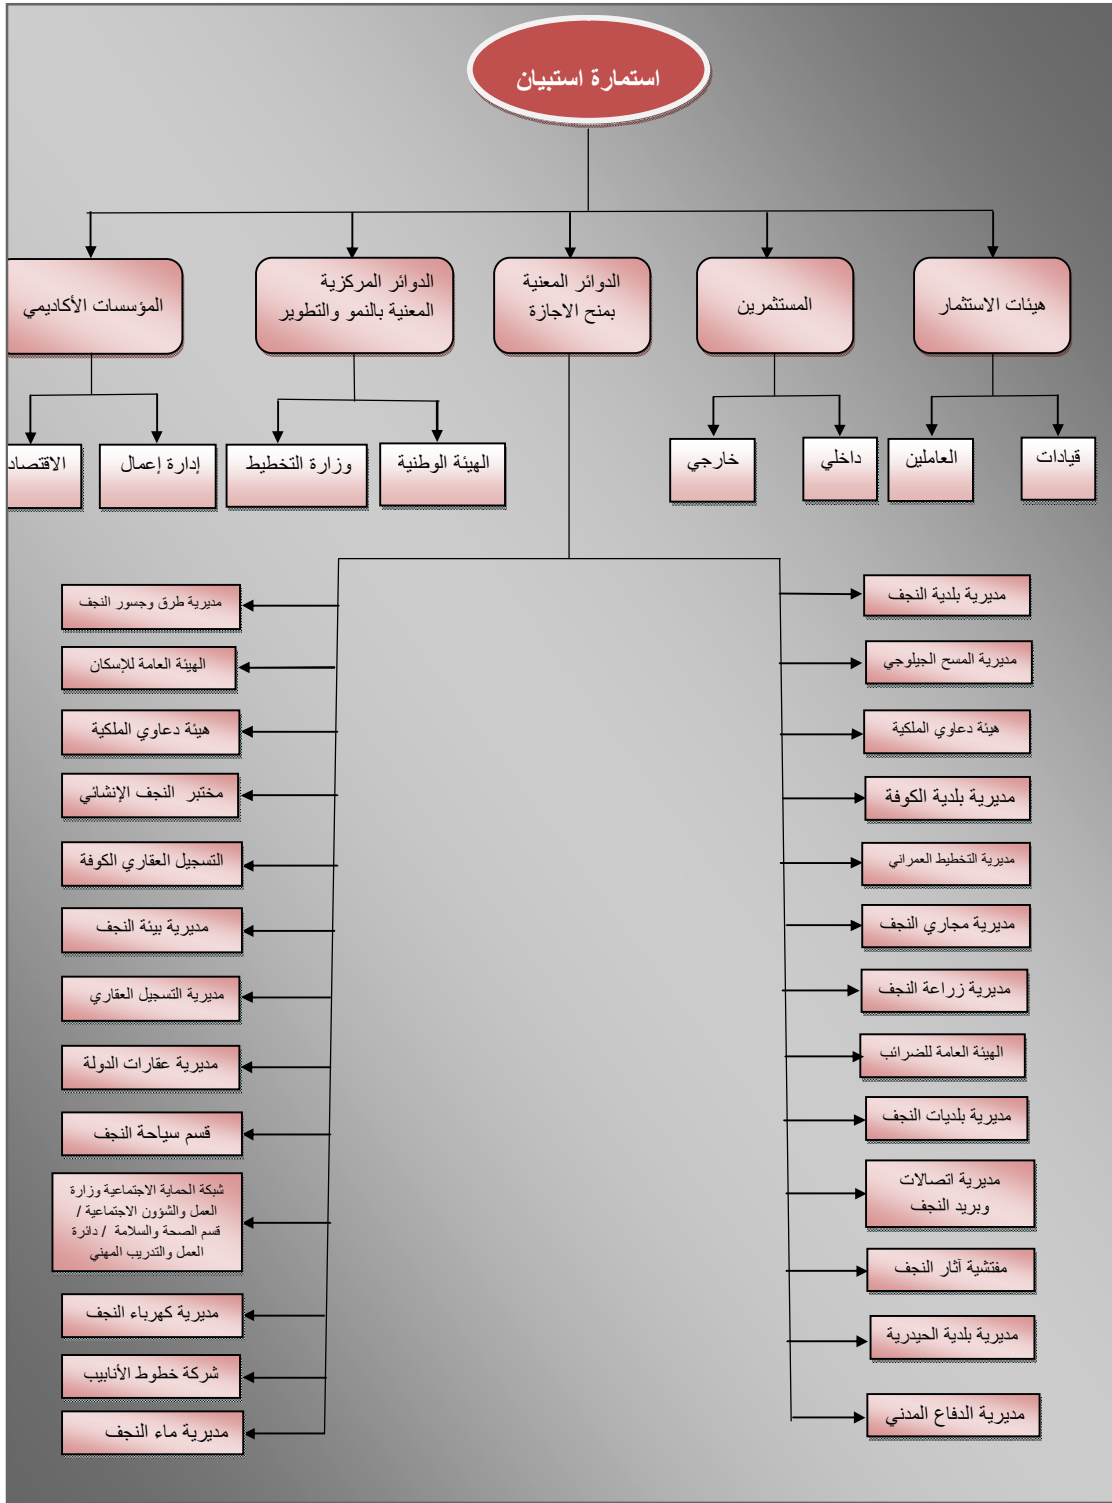 استمارة استبيان
هيئات الاستثمار
المستثمرين
الدوائر المعنية
بمنح الاجازة
الدوائر المركزية
المعنية بالنمو والتطوير
المؤسسات الأكاديمي
قيادات
العاملين
داخلي
خارجي
الهيئة الوطنية
وزارة التخطيط
إدارة إعمال
الاقتصاد
مديرية بلدية النجف
مديرية المسح الجيلوجي
هيئة دعاوي الملكية
مديرية بلدية الكوفة
مديرية التخطيط العمراني
مديرية مجاري النجف
مديرية زراعة النجف
الهيئة العامة للضرائب
مديرية بلديات النجف
مديرية اتصالات
وبريد النجف
مفتشية آثار النجف
مديرية بلدية الحيدرية
مديرية الدفاع المدني
مديرية طرق وجسور النجف
الهيئة العامة للإسكان
هيئة دعاوي الملكية
مختبر النجف الإنشائي
التسجيل العقاري الكوفة
مديرية بيئة النجف
مديرية التسجيل العقاري
مديرية عقارات الدولة
قسم سياحة النجف
شبكة الحماية الاجتماعية وزارة
العمل والشؤون الاجتماعية /
قسم الصحة والسلامة / دائرة
العمل والتدريب المهني
مديرية كهرباء النجف
شركة خطوط الأنابيب
مديرية ماء النجف